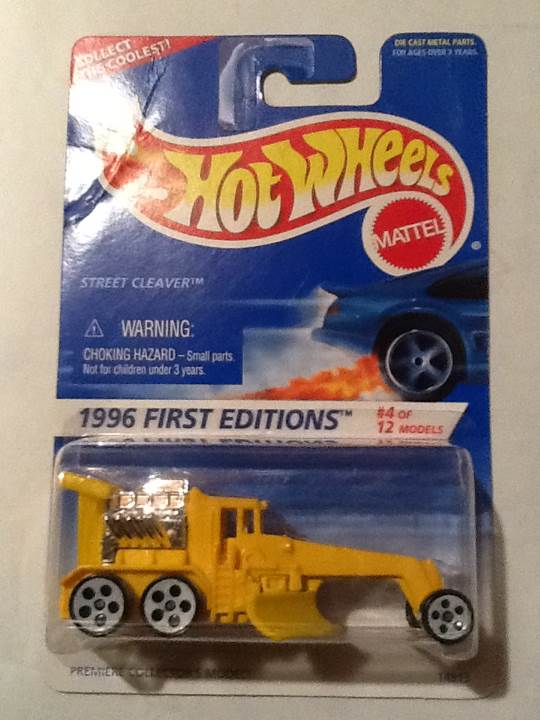 COLLECT
THE COOLEST!
DIE CAST METAL PARTS.
FOR AGES OVER 3 YEARS.
HOT WHEELS
MATTEL
®
STREET CLEAVER™
⚠ WARNING:
CHOKING HAZARD – Small parts.
Not for children under 3 years.
1996 FIRST EDITIONS™
#4 OF
12 MODELS
PREMIERE COLLECTOR'S MODEL